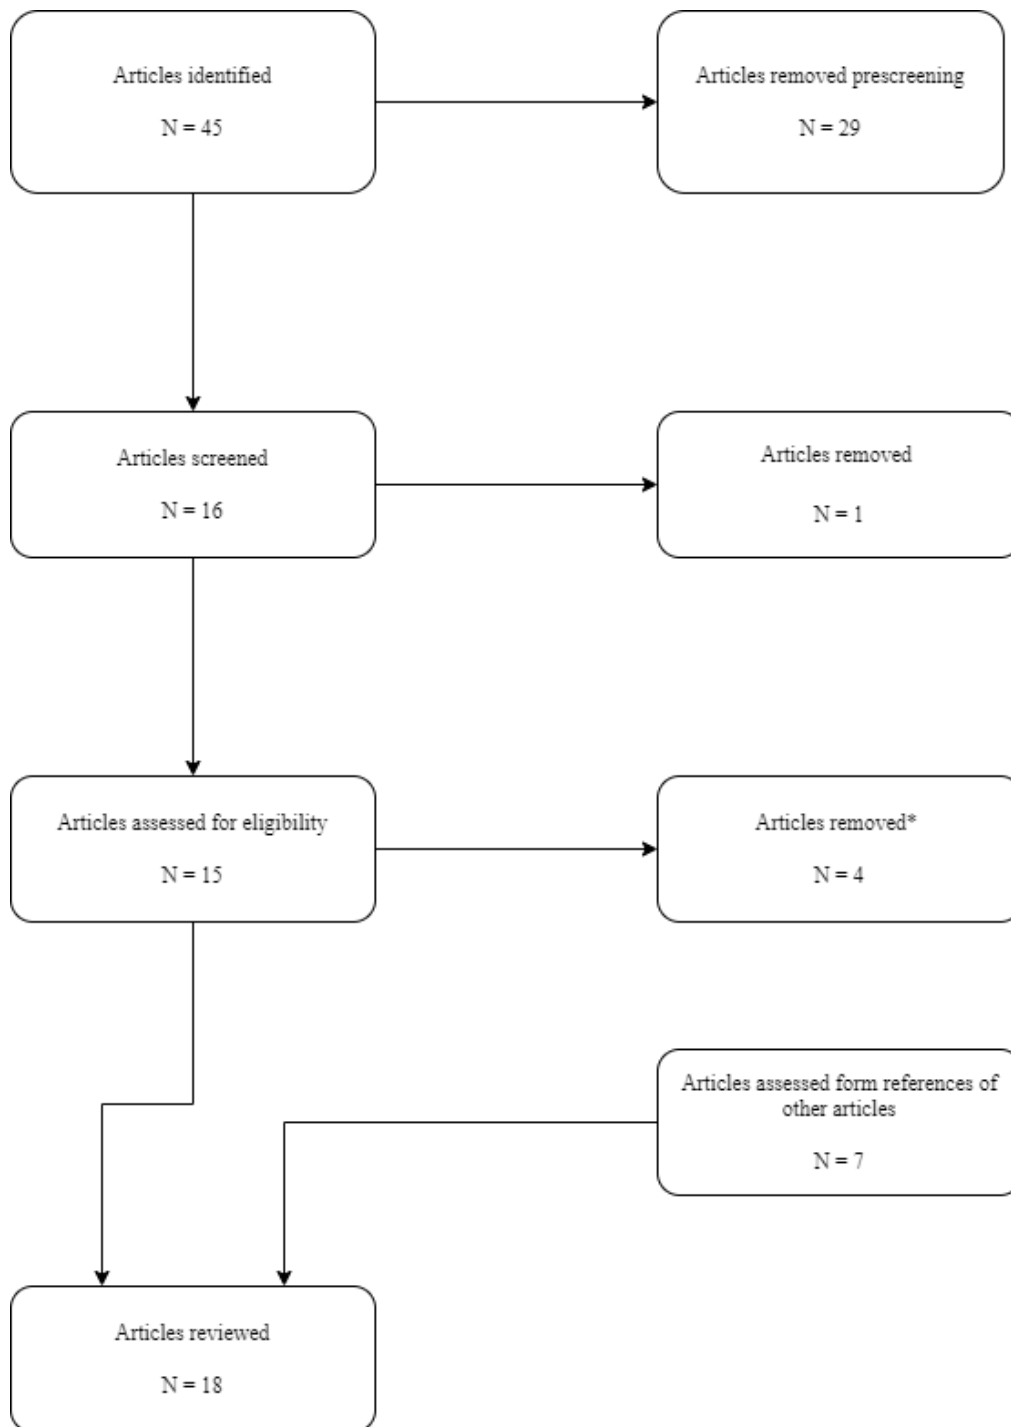 Articles identified
N = 45
Articles removed prescreening
N = 29
Articles screened
N = 16
Articles removed
N = 1
Articles assessed for eligibility
N = 15
Articles removed*
N = 4
Articles assessed form references of
other articles
N = 7
Articles reviewed
N = 18